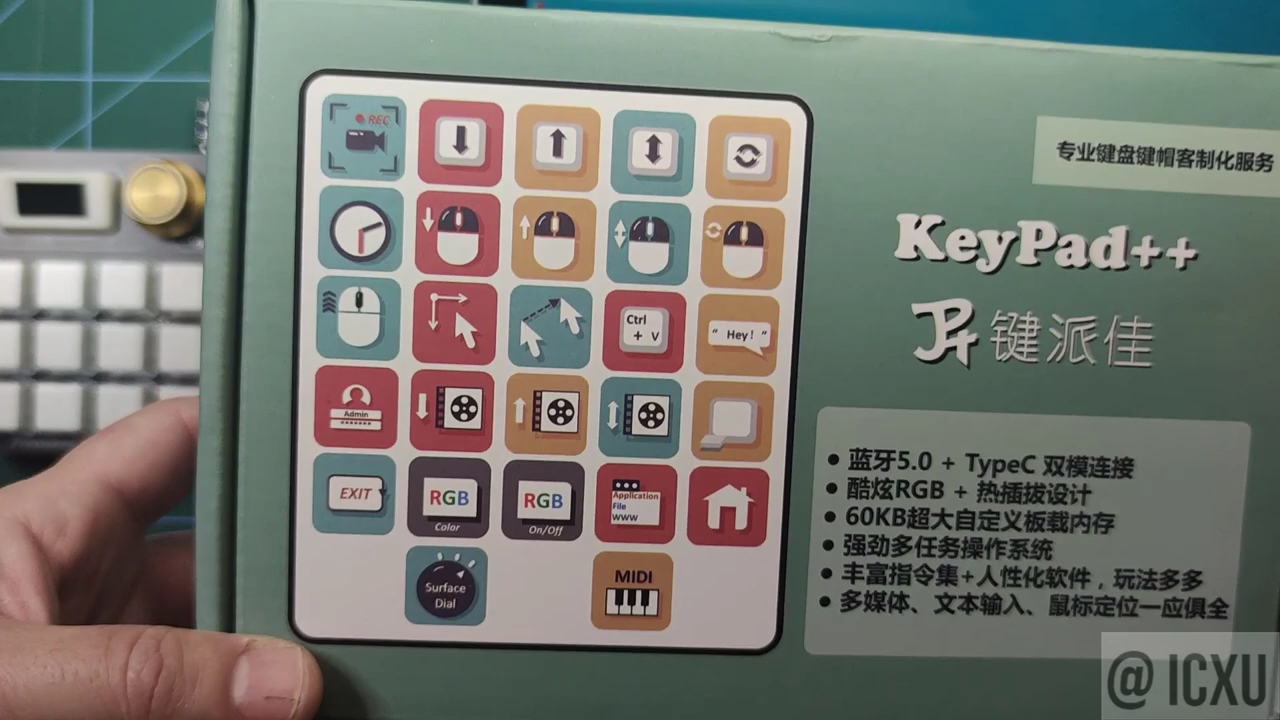 REC
专业键盘键帽客制化服务
KeyPad++
键派佳
Ctrl
+ V
“ Hey! ”
Admin
EXIT
RGB
Color
RGB
On/Off
Application
File
WWW
Surface
Dial
MIDI
● 蓝牙5.0 + TypeC 双模连接
● 酷炫RGB + 热插拔设计
● 60KB超大自定义板载内存
● 强劲多任务操作系统
● 丰富指令集+人性化软件，玩法多多
● 多媒体、文本输入、鼠标定位一应俱全
@ ICXU